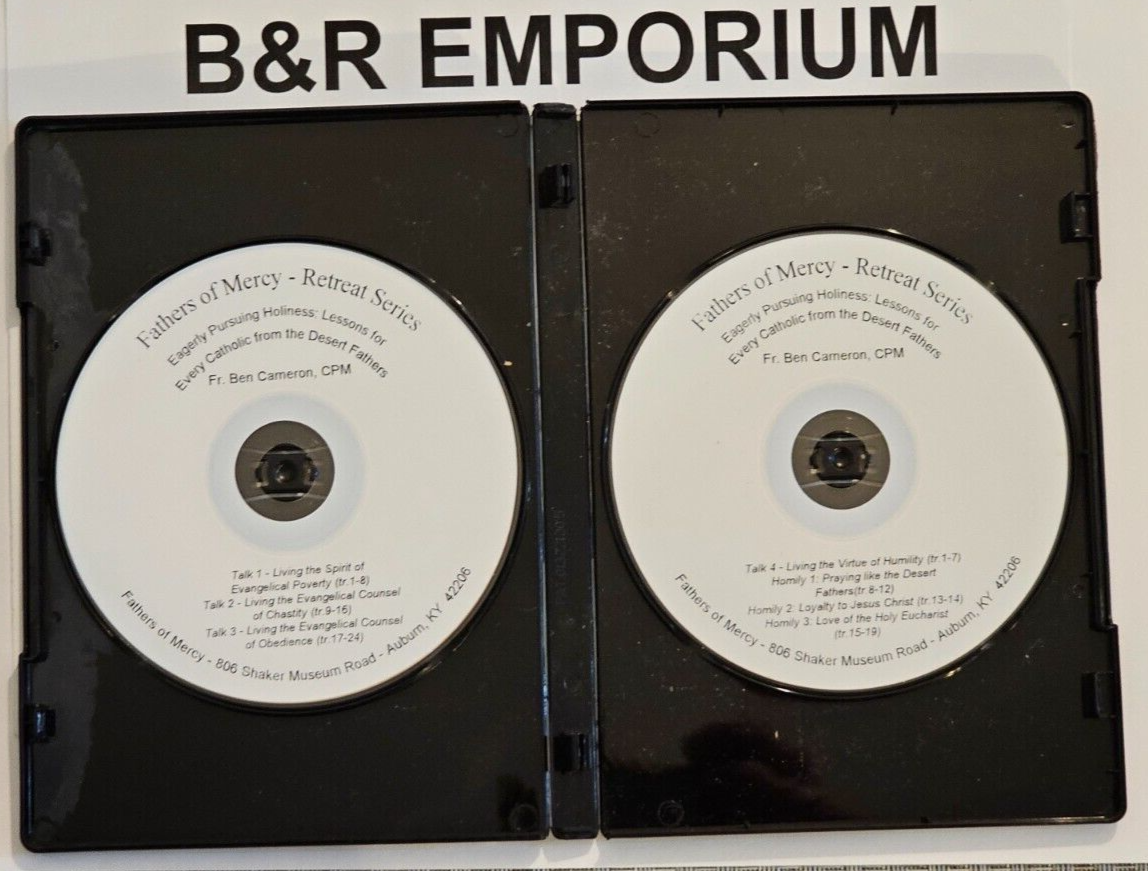 B&R EMPORIUM
Fathers of Mercy - Retreat Series
Eagerly Pursuing Holiness: Lessons for
Every Catholic from the Desert Fathers
Fr. Ben Cameron, CPM
Talk 1 - Living the Spirit of
Evangelical Poverty (tr.1-8)
Talk 2 - Living the Evangelical Counsel
of Chastity (tr.9-16)
Talk 3 - Living the Evangelical Counsel
of Obedience (tr.17-24)
Fathers of Mercy - 806 Shaker Museum Road - Auburn, KY 42206
Fathers of Mercy - Retreat Series
Eagerly Pursuing Holiness: Lessons for
Every Catholic from the Desert Fathers
Fr. Ben Cameron, CPM
Talk 4 - Living the Virtue of Humility (tr.1-7)
Homily 1: Praying like the Desert
Fathers(tr.8-12)
Homily 2: Loyalty to Jesus Christ (tr.13-14)
Homily 3: Love of the Holy Eucharist
(tr.15-19)
Fathers of Mercy - 806 Shaker Museum Road - Auburn, KY 42206